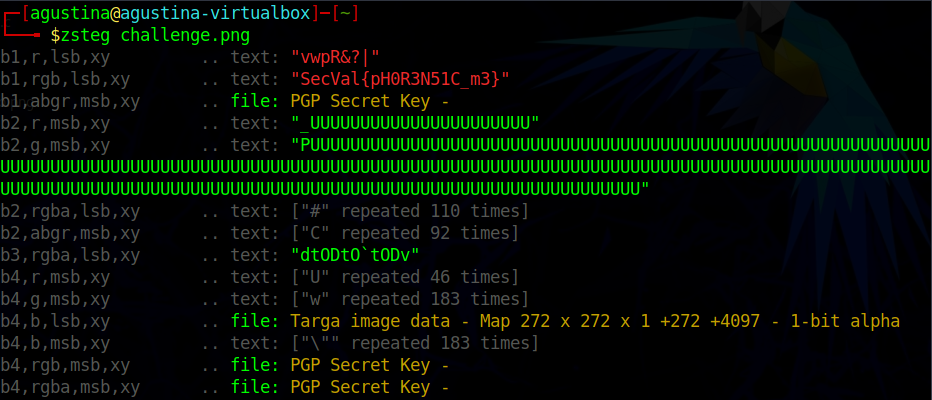 ┌─[agustina@agustina-virtualbox]─[~]
└──╼ $zsteg challenge.png
b1,r,lsb,xy         .. text: "vwpR&?|"
b1,rgb,lsb,xy       .. text: "SecVal{pH0R3N51C_m3}"
b1,abgr,msb,xy      .. file: PGP Secret Key -
b2,r,msb,xy         .. text: "_UUUUUUUUUUUUUUUUUUUUUU"
b2,g,msb,xy         .. text: "PUUUUUUUUUUUUUUUUUUUUUUUUUUUUUUUUUUUUUUUUUUUUUUUUUUUUUUUUUUUUUU
UUUUUUUUUUUUUUUUUUUUUUUUUUUUUUUUUUUUUUUUUUUUUUUUUUUUUUUUUUUUUUUUUUUUUUUUUUUUUUUUUUUUUUUUUUUUU
UUUUUUUUUUUUUUUUUUUUUUUUUUUUUUUUUUUUUUUUUUUUUUUUUUUUUUUUUUUUUUUU"
b2,rgba,lsb,xy      .. text: ["#" repeated 110 times]
b2,abgr,msb,xy      .. text: ["C" repeated 92 times]
b3,rgba,lsb,xy      .. text: "dtODtO`tODv"
b4,r,msb,xy         .. text: ["U" repeated 46 times]
b4,g,msb,xy         .. text: ["w" repeated 183 times]
b4,b,lsb,xy         .. file: Targa image data - Map 272 x 272 x 1 +272 +4097 - 1-bit alpha
b4,b,msb,xy         .. text: ["\"" repeated 183 times]
b4,rgb,msb,xy       .. file: PGP Secret Key -
b4,rgba,msb,xy      .. file: PGP Secret Key -